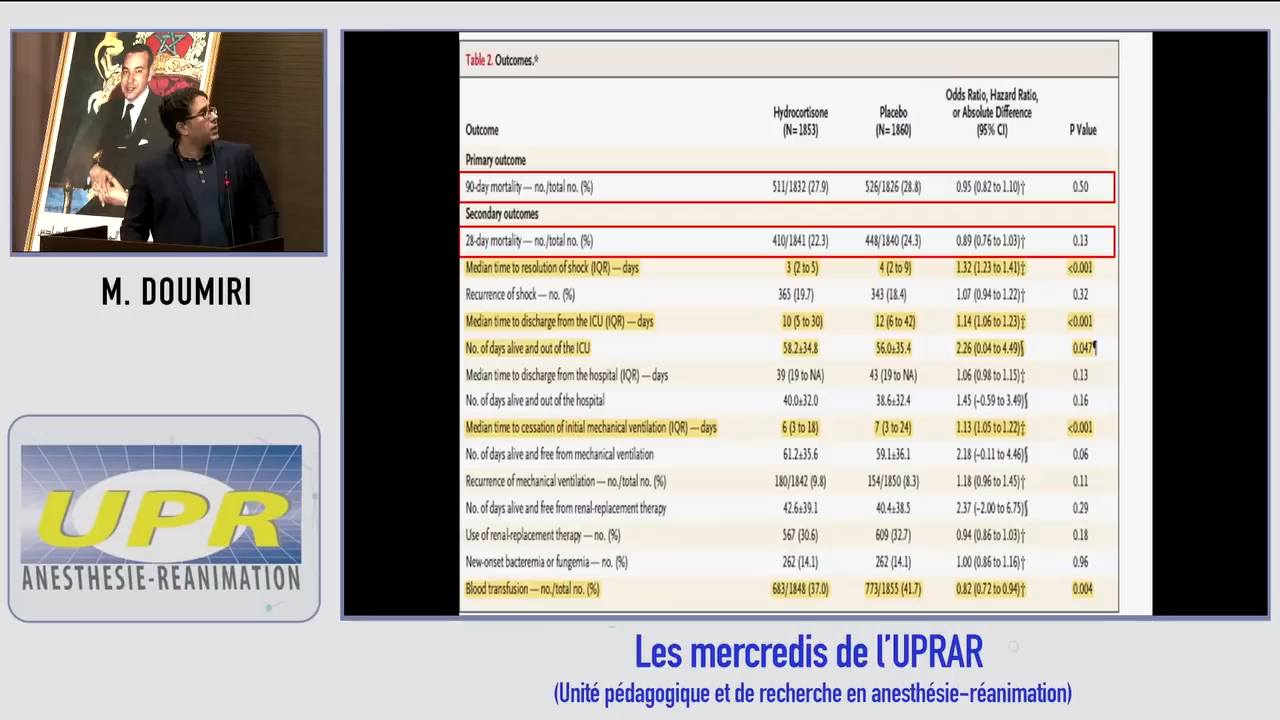 M. DOUMIRI
UPR
ANESTHESIE-REANIMATION
Table 2. Outcomes.*
Outcome Hydrocortisone (N=1853) Placebo (N=1860) Odds Ratio, Hazard Ratio, or Absolute Difference (95% CI) P Value
Primary outcome
90-day mortality — no./total no. (%) 511/1832 (27.9) 526/1826 (28.8) 0.95 (0.82 to 1.10)† 0.50
Secondary outcomes
28-day mortality — no./total no. (%) 410/1841 (22.3) 448/1840 (24.3) 0.89 (0.76 to 1.03)† 0.13
Median time to resolution of shock (IQR) — days 3 (2 to 5) 4 (2 to 9) 1.32 (1.23 to 1.41)‡ <0.001
Recurrence of shock — no. (%) 365 (19.7) 343 (18.4) 1.07 (0.94 to 1.22)† 0.32
Median time to discharge from the ICU (IQR) — days 10 (5 to 30) 12 (6 to 42) 1.14 (1.06 to 1.23)‡ <0.001
No. of days alive and out of the ICU 58.2±34.8 56.0±35.4 2.26 (0.04 to 4.49)§ 0.047¶
Median time to discharge from the hospital (IQR) — days 39 (19 to NA) 43 (19 to NA) 1.06 (0.98 to 1.15)‡ 0.13
No. of days alive and out of the hospital 40.0±32.0 38.6±32.4 1.45 (−0.59 to 3.49)§ 0.16
Median time to cessation of initial mechanical ventilation (IQR) — days 6 (3 to 18) 7 (3 to 24) 1.13 (1.05 to 1.22)‡ <0.001
No. of days alive and free from mechanical ventilation 61.2±35.6 59.1±36.1 2.18 (−0.11 to 4.46)§ 0.06
Recurrence of mechanical ventilation — no./total no. (%) 180/1842 (9.8) 154/1850 (8.3) 1.18 (0.96 to 1.45)† 0.11
No. of days alive and free from renal-replacement therapy 42.6±39.1 40.4±38.5 2.37 (−2.00 to 6.75)§ 0.29
Use of renal-replacement therapy — no. (%) 567 (30.6) 609 (32.7) 0.94 (0.86 to 1.03)† 0.18
New-onset bacteremia or fungemia — no. (%) 262 (14.1) 262 (14.1) 1.00 (0.86 to 1.16)† 0.96
Blood transfusion — no./total no. (%) 683/1848 (37.0) 773/1855 (41.7) 0.82 (0.72 to 0.94)† 0.004
Les mercredis de l'UPRAR
(Unité pédagogique et de recherche en anesthésie-réanimation)